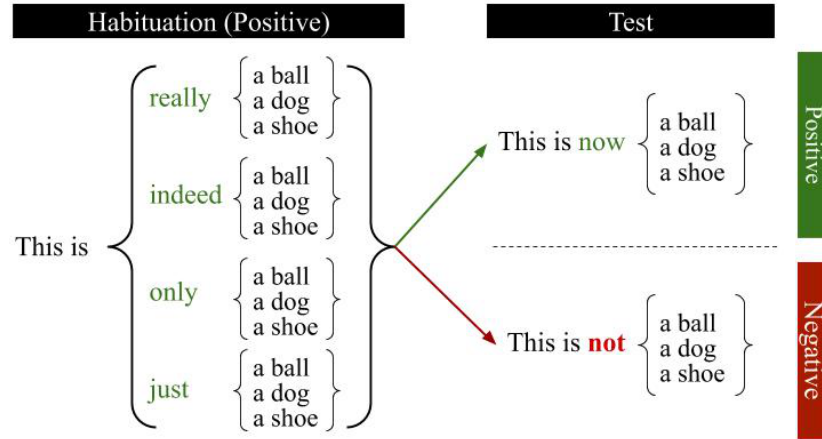 Habituation (Positive)
Test
This is
really
a ball
a dog
a shoe
indeed
a ball
a dog
a shoe
only
a ball
a dog
a shoe
just
a ball
a dog
a shoe
This is now
a ball
a dog
a shoe
Positive
This is not
a ball
a dog
a shoe
Negative